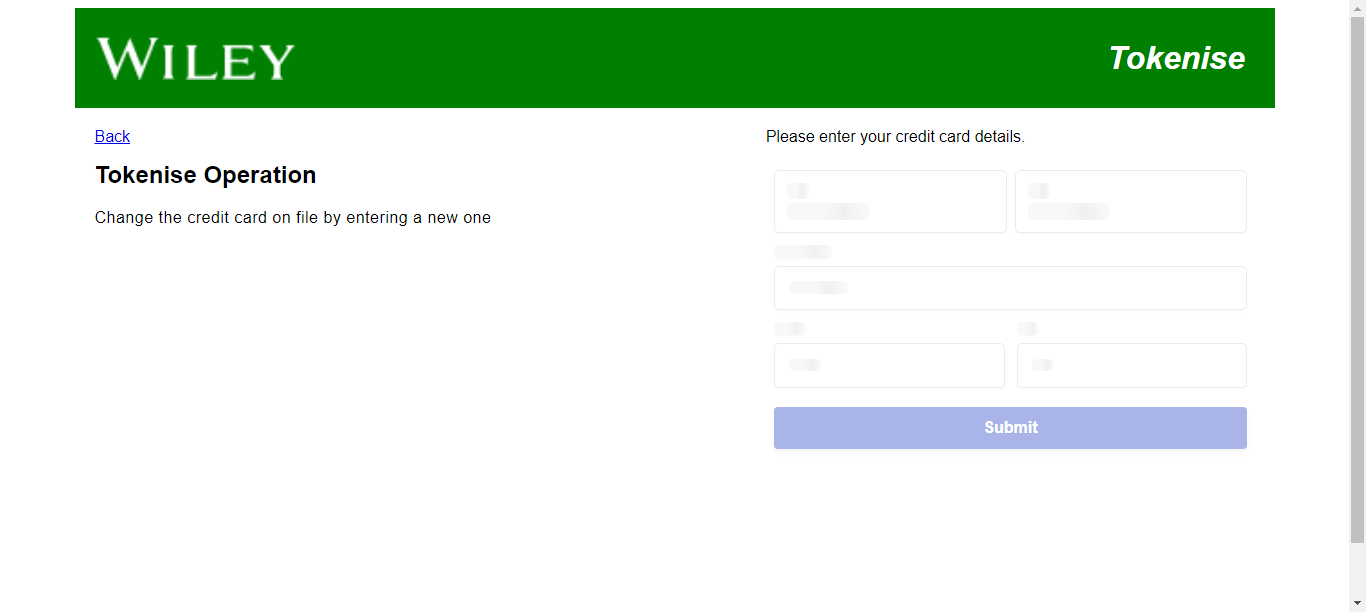 WILEY
Tokenise
Back
Tokenise Operation
Change the credit card on file by entering a new one
Please enter your credit card details.
Submit